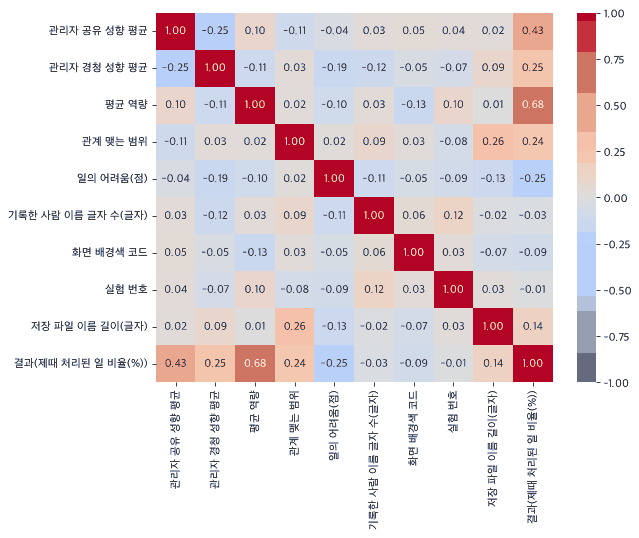 관리자 공유 성향 평균 1.00 -0.25 0.10 -0.11 -0.04 0.03 0.05 0.04 0.02 0.43
관리자 경청 성향 평균 -0.25 1.00 -0.11 0.03 -0.19 -0.12 -0.05 -0.07 0.09 0.25
평균 역량 0.10 -0.11 1.00 0.02 -0.10 0.03 -0.13 0.10 0.01 0.68
관계 맺는 범위 -0.11 0.03 0.02 1.00 0.02 0.09 0.03 -0.08 0.26 0.24
일의 어려움(점) -0.04 -0.19 -0.10 0.02 1.00 -0.11 -0.05 -0.09 -0.13 -0.25
기록한 사람 이름 글자 수(글자) 0.03 -0.12 0.03 0.09 -0.11 1.00 0.06 0.12 -0.02 -0.03
화면 배경색 코드 0.05 -0.05 -0.13 0.03 -0.05 0.06 1.00 0.03 -0.07 -0.09
실험 번호 0.04 -0.07 0.10 -0.08 -0.09 0.12 0.03 1.00 0.03 -0.01
저장 파일 이름 길이(글자) 0.02 0.09 0.01 0.26 -0.13 -0.02 -0.07 0.03 1.00 0.14
결과(제때 처리된 일 비율(%)) 0.43 0.25 0.68 0.24 -0.25 -0.03 -0.09 -0.01 0.14 1.00
관리자 공유 성향 평균
관리자 경청 성향 평균
평균 역량
관계 맺는 범위
일의 어려움(점)
기록한 사람 이름 글자 수(글자)
화면 배경색 코드
실험 번호
저장 파일 이름 길이(글자)
결과(제때 처리된 일 비율(%))
1.00
0.75
0.50
0.25
0.00
-0.25
-0.50
-0.75
-1.00